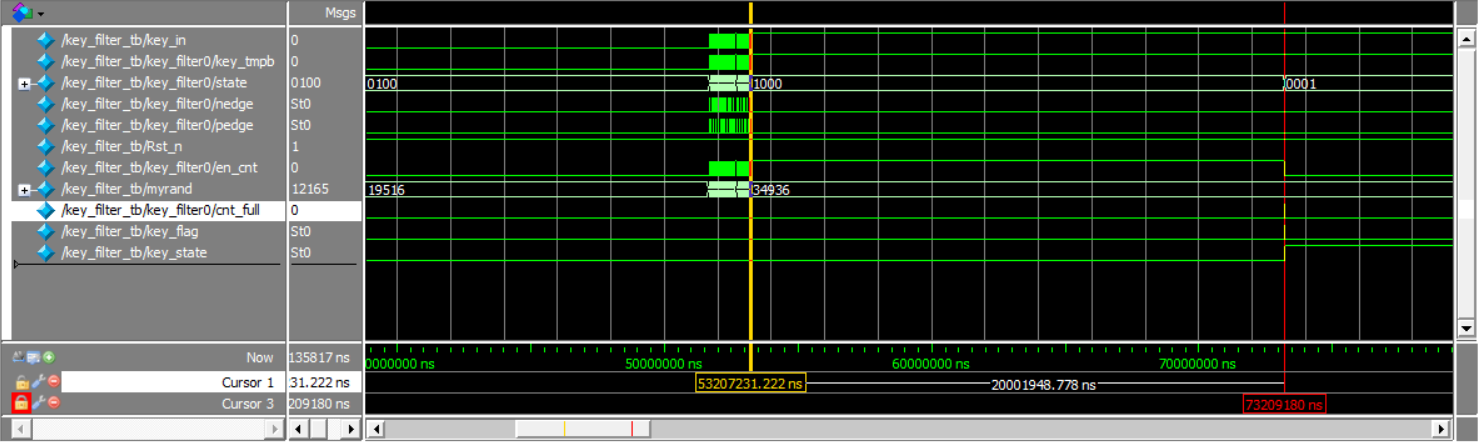 Msgs
/key_filter_tb/key_in 0
/key_filter_tb/key_filter0/key_tmpb 0
/key_filter_tb/key_filter0/state 0100 0100 1000 0001
/key_filter_tb/key_filter0/nedge St0
/key_filter_tb/key_filter0/pedge St0
/key_filter_tb/Rst_n 1
/key_filter_tb/key_filter0/en_cnt 0
/key_filter_tb/myrand 12165 19516 34936
/key_filter_tb/key_filter0/cnt_full 0
/key_filter_tb/key_flag St0
/key_filter_tb/key_state St0
Now 135817 ns 0000000 ns 50000000 ns 60000000 ns 70000000 ns
Cursor 1 31.222 ns 53207231.222 ns 20001948.778 ns
Cursor 3 209180 ns 73209180 ns